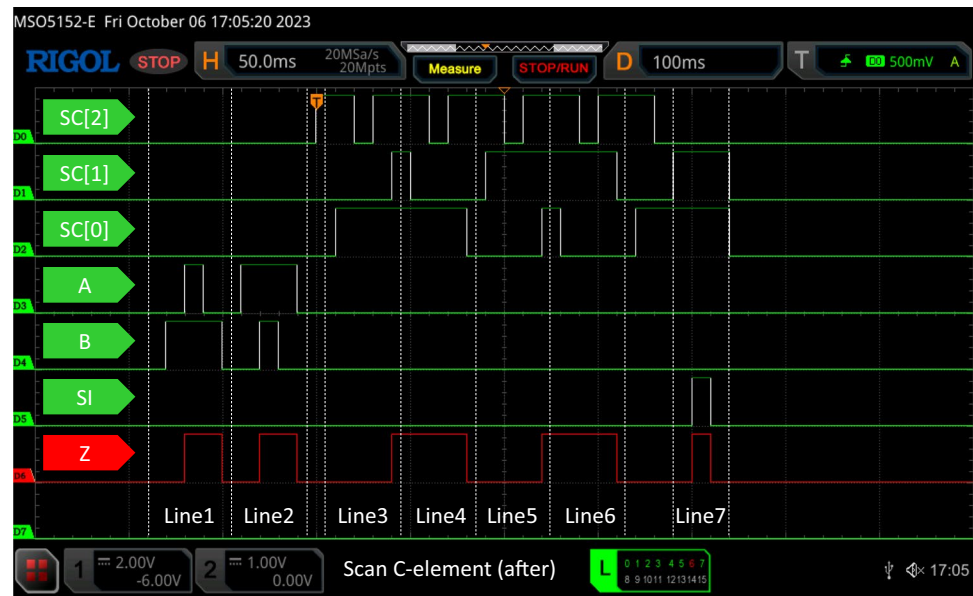 MSO5152-E Fri October 06 17:05:20 2023
RIGOL STOP H 50.0ms 20MSa/s 20Mpts Measure STOP/RUN D 100ms T D0 500mV A
T
SC[2]
D0
SC[1]
D1
SC[0]
D2
A
D3
B
D4
SI
D5
Z
D6
Line1 Line2 Line3 Line4 Line5 Line6 Line7
D7
1 2.00V -6.00V 2 1.00V 0.00V Scan C-element (after) L 0 1 2 3 4 5 6 7 17:05
8 9 10 11 12 13 14 15